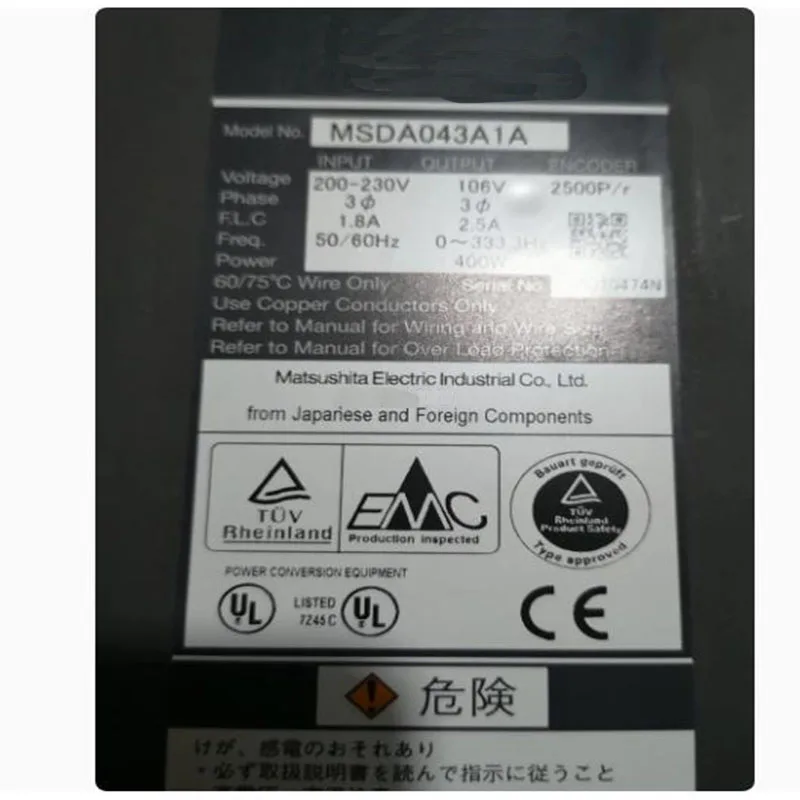 Model No. MSDA043A1A
INPUT OUTPUT ENCODER
Voltage 200-230V 106V 2500P/r
Phase 3ϕ 3ϕ
F.L.C 1.8A 2.5A
Freq. 50/60Hz 0~333.3Hz
Power 400W
60/75°C Wire Only Serial No.
Use Copper Conductors Only
Refer to Manual for Wiring and Wire Size
Refer to Manual for Over Load Protection
Matsushita Electric Industrial Co., Ltd.
from Japanese and Foreign Components
TÜV
Rheinland
EMC
Production inspected
Bauart geprüft
TÜV
Rheinland
Product Safety
Type approved
POWER CONVERSION EQUIPMENT
UL LISTED UL
7245C
CE
危険
けが、感電のおそれあり
・必ず取扱説明書を読んで指示に従うこと